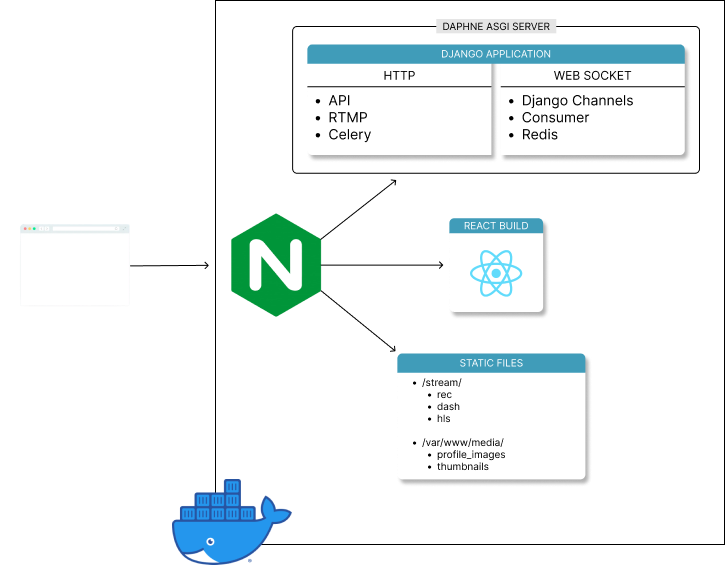 DAPHNE ASGI SERVER
DJANGO APPLICATION
HTTP
API
RTMP
Celery
WEB SOCKET
Django Channels
Consumer
Redis
N
REACT BUILD
STATIC FILES
/stream/
rec
dash
hls
/var/www/media/
profile_images
thumbnails